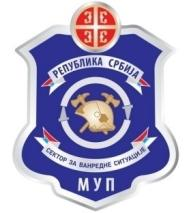 РЕПУБЛИКА СРБИЈА
СЕКТОР ЗА ВАНРЕДНЕ СИТУАЦИЈЕ
МУП